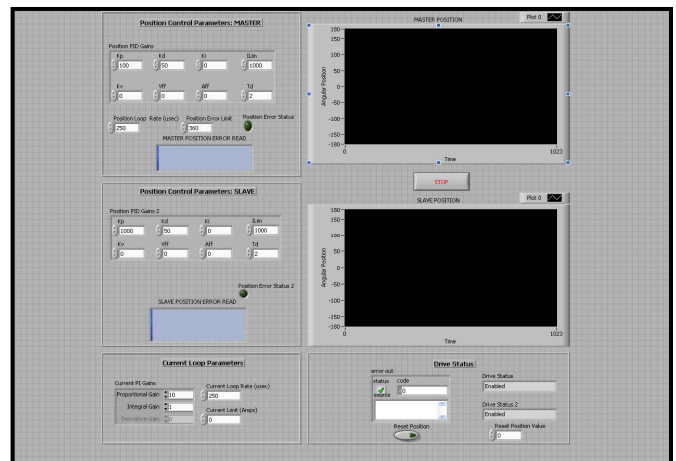 Position Control Parameters: MASTER
Position PID Gains
Kp Kd Ki ILim
100 50 0 1000
Kv Vff Aff Td
0 0 0 2
Position Loop Rate (usec) Position Error Limit Position Error Status
250 360
MASTER POSITION ERROR READ
MASTER POSITION Plot 0
Angular Position
180
150
100
50
0
-50
-100
-150
-180
0 1023
Time
STOP
Position Control Parameters: SLAVE
Position PID Gains 2
Kp Kd Ki ILim
1000 50 0 1000
Kv Vff Aff Td
0 0 0 2
Position Error Status 2
SLAVE POSITION ERROR READ
SLAVE POSITION Plot 0
Angular Position
180
150
100
50
0
-50
-100
-150
-180
0 1023
Time
Current Loop Parameters
Current PI Gains
Proportional Gain 10
Integral Gain 1
Derivative Gain 0
Current Loop Rate (usec)
250
Current Limit (Amps)
0
Drive Status
error out
status code
0
source
Reset Position
Drive Status
Enabled
Drive Status 2
Enabled
Reset Position Value
0